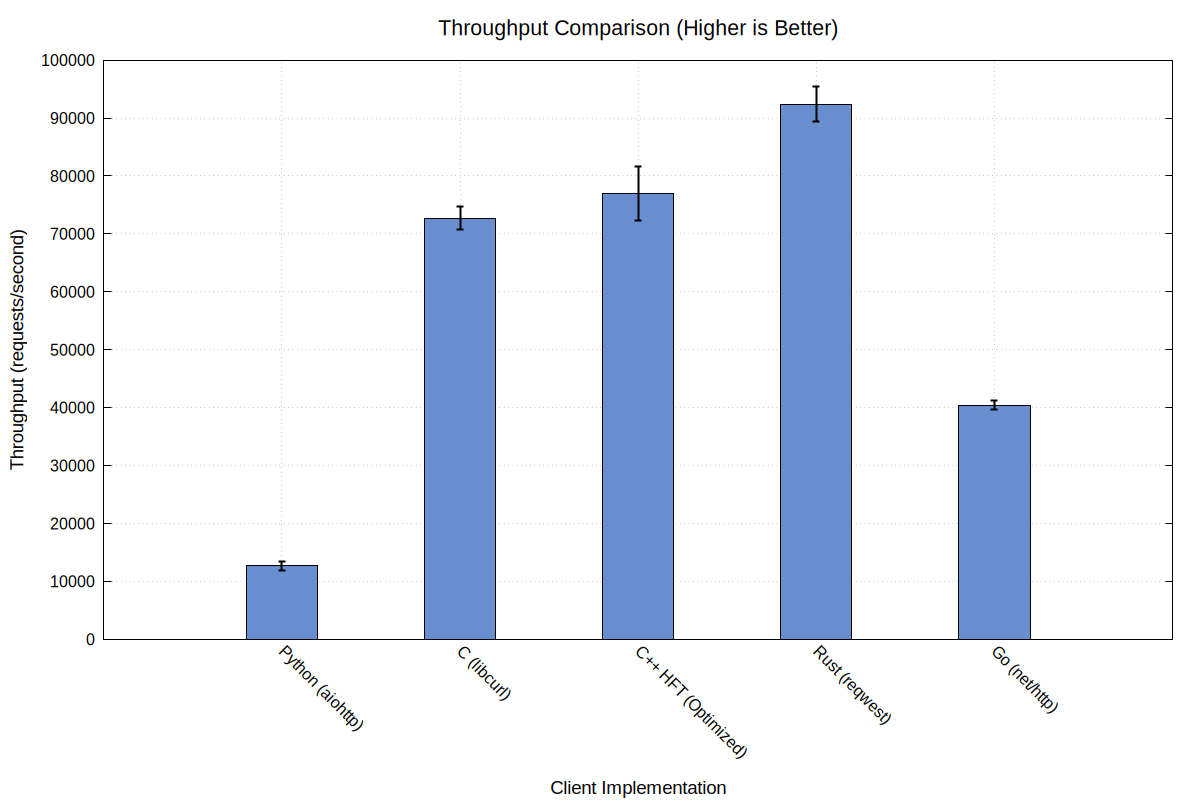 Throughput Comparison (Higher is Better)
Throughput (requests/second)
100000
90000
80000
70000
60000
50000
40000
30000
20000
10000
0
Python (aiohttp)
C (libcurl)
C++ HFT (Optimized)
Rust (reqwest)
Go (net/http)
Client Implementation